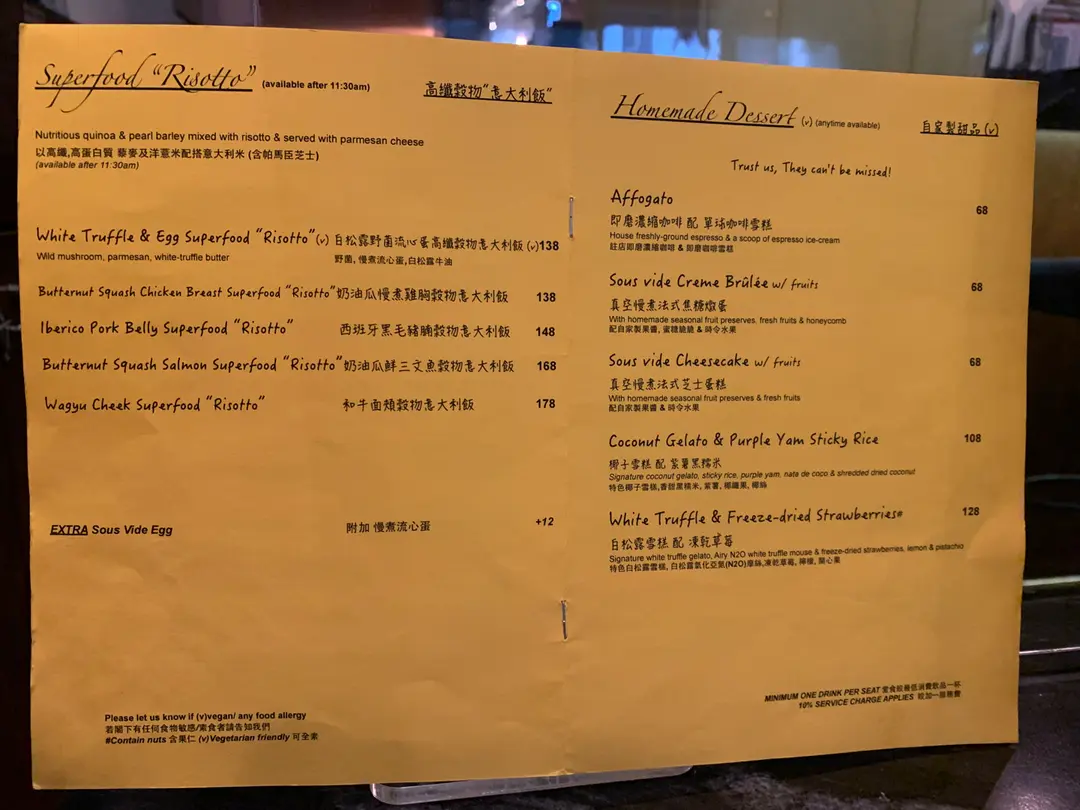 Superfood “Risotto” (available after 11:30am) 高纖穀物"意大利飯"
Nutritious quinoa & pearl barley mixed with risotto & served with parmesan cheese
以高纖,高蛋白質 藜麥及洋薏米配搭意大利米 (含帕馬臣芝士)
(available after 11:30am)
White Truffle & Egg Superfood “Risotto”(v) 白松露野菌流心蛋高纖穀物意大利飯 (v) 138
Wild mushroom, parmesan, white-truffle butter 野菌, 慢煮流心蛋,白松露牛油
Butternut Squash Chicken Breast Superfood “Risotto” 奶油瓜慢煮雞胸穀物意大利飯 138
Iberico Pork Belly Superfood “Risotto” 西班牙黑毛豬腩穀物意大利飯 148
Butternut Squash Salmon Superfood “Risotto” 奶油瓜鮮三文魚穀物意大利飯 168
Wagyu Cheek Superfood “Risotto” 和牛面頰穀物意大利飯 178
EXTRA Sous Vide Egg 附加 慢煮流心蛋 +12
Please let us know if (v)vegan/ any food allergy
若閣下有任何食物敏感/素食者請告知我們
#Contain nuts 含果仁 (v)Vegetarian friendly 可全素
Homemade Dessert (v) (anytime available) 自家製甜品 (v)
Trust us, They can't be missed!
Affogato 68
即磨濃縮咖啡 配 單球咖啡雪糕
House freshly-ground espresso & a scoop of espresso ice-cream
註店即磨濃縮咖啡 & 即磨咖啡雲糕
Sous vide Creme Brûlée w/ fruits 68
真空慢煮法式焦糖燉蛋
With homemade seasonal fruit preserves, fresh fruits & honeycomb
配自家製果醬, 蜜糖脆脆 & 時令水果
Sous vide Cheesecake w/ fruits 68
真空慢煮法式芝士蛋糕
With homemade seasonal fruit preserves & fresh fruits
配自家製果醬 & 時令水果
Coconut Gelato & Purple Yam Sticky Rice 108
椰子雪糕 配 紫薯黑糯米
Signature coconut gelato, sticky rice, purple yam, nata de coco & shredded dried coconut
特色椰子雲糕,香甜黑糯米, 紫薯, 椰纖果, 椰絲
White Truffle & Freeze-dried Strawberries# 128
白松露雪糕 配 凍乾草莓
Signature white truffle gelato, Airy N2O white truffle mouse & freeze-dried strawberries, lemon & pistachio
特色白松露雲糕, 白松露氧化亞氮(N2O)摩絲,凍乾草莓, 檸檬, 開心果
MINIMUM ONE DRINK PER SEAT 堂食設最低消費飲品一杯
10% SERVICE CHARGE APPLIES 設加一服務費